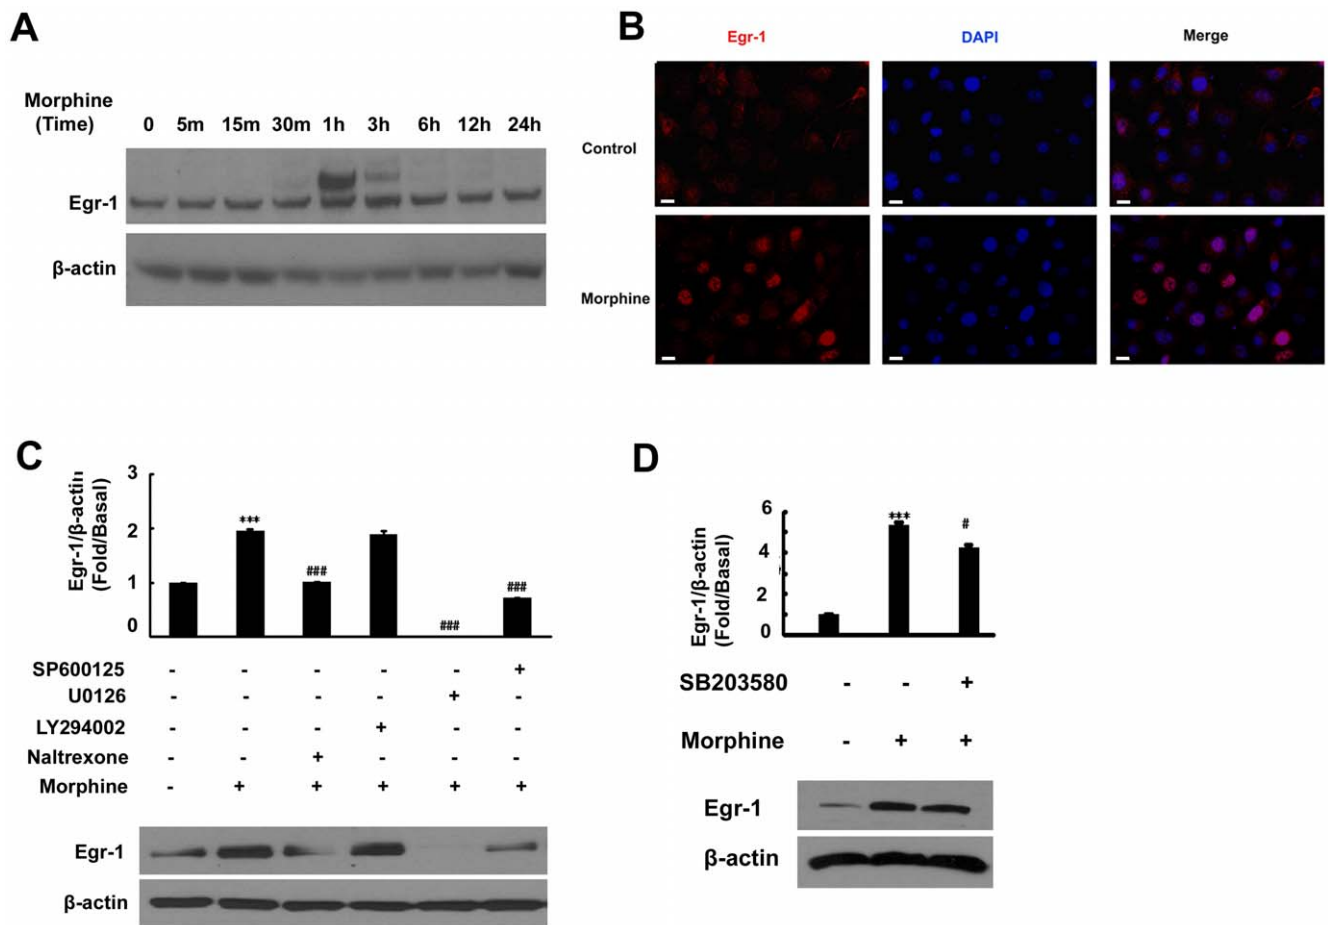 A
Morphine
(Time) 0 5m 15m 30m 1h 3h 6h 12h 24h
Egr-1
β-actin
B
Egr-1 DAPI Merge
Control
Morphine
C
Egr-1/β-actin
(Fold/Basal)
3
2
1
0
***
###
###
###
SP600125 - - - - - +
U0126 - - - - + -
LY294002 - - - + - -
Naltrexone - - + - - -
Morphine - + + + + +
Egr-1
β-actin
D
Egr-1/β-actin
(Fold/Basal)
6
4
2
0
***
#
SB203580 - - +
Morphine - + +
Egr-1
β-actin